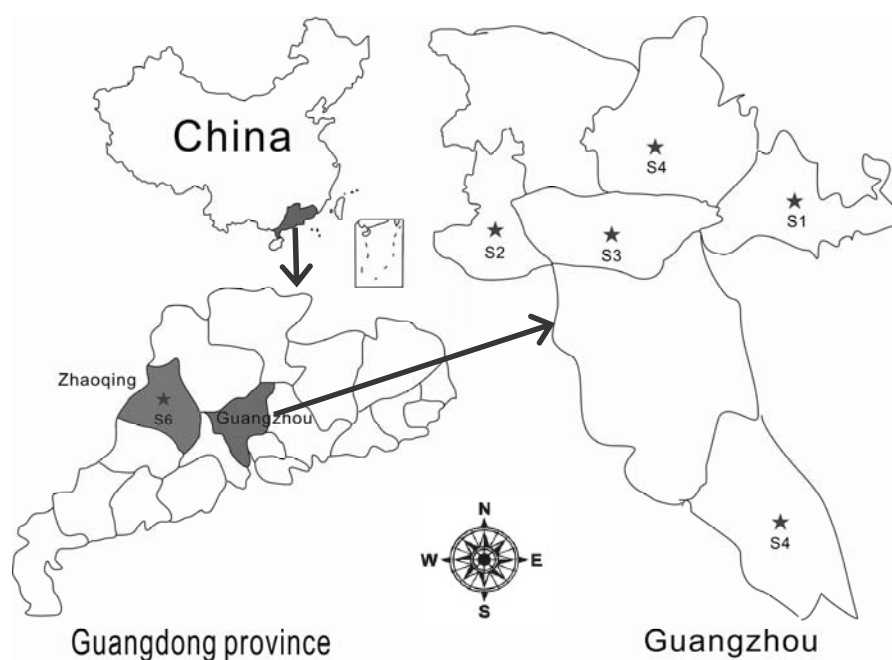 China
S4
S1
S2
S3
Zhaoqing
S6
Guangzhou
S4
N
W
E
S
Guangdong province
Guangzhou